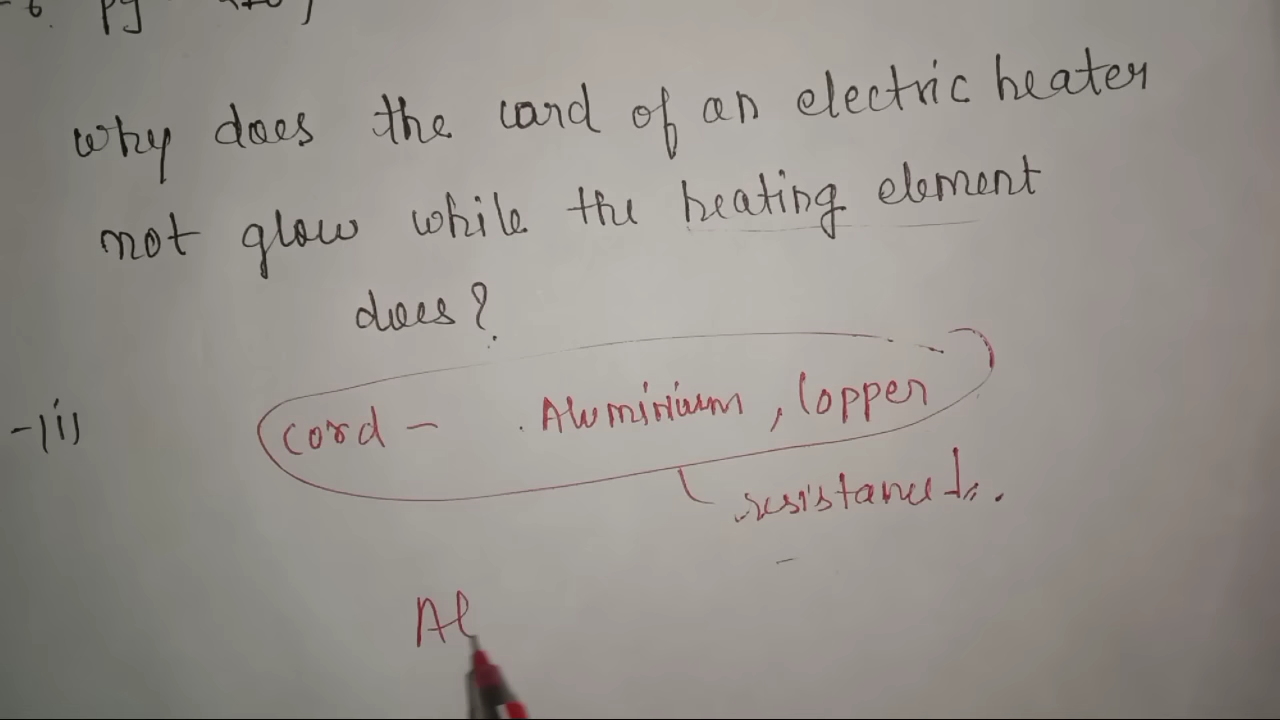 why does the cord of an electric heater
not glow while the heating element
does?
-(i)
cord - Aluminium, Copper
resistance ↓.
Al